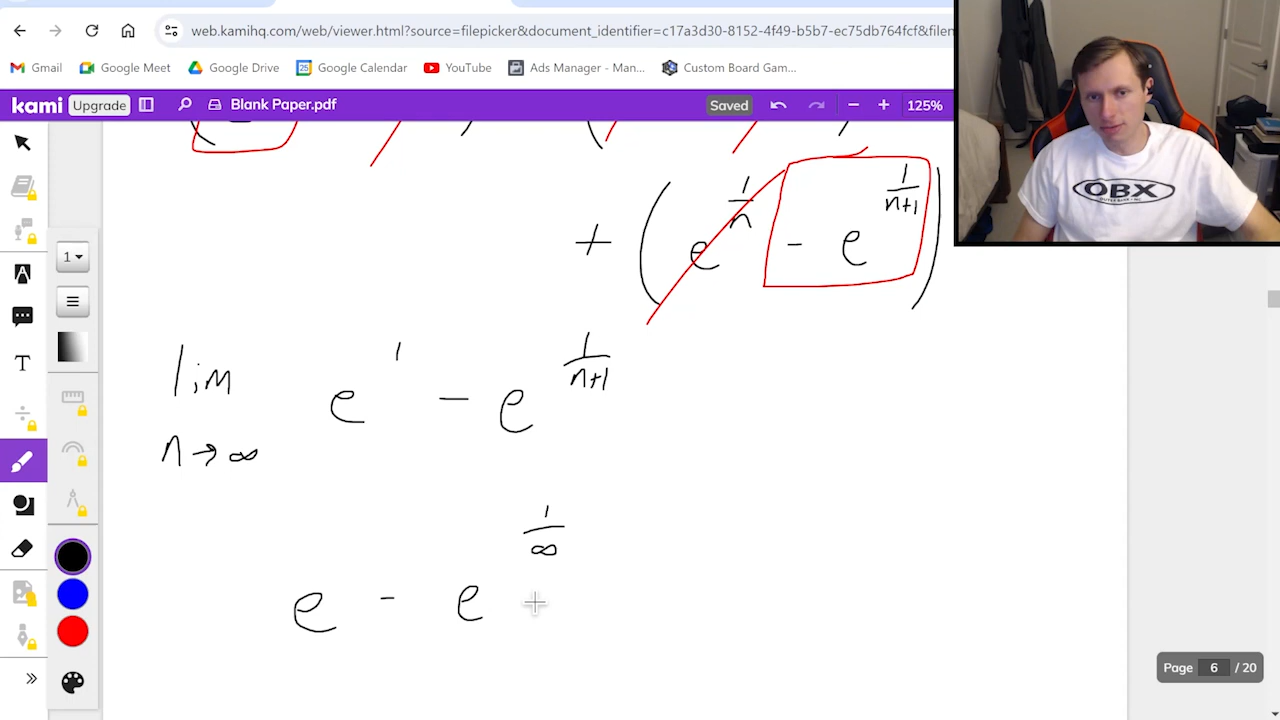 web.kamihq.com/web/viewer.html?source=filepicker&document_identifier=c17a3d30-8152-4f49-b5b7-ec75db764fcf&filen
Gmail Google Meet Google Drive Google Calendar YouTube Ads Manager - Man... Custom Board Gam...
kami Upgrade Blank Paper.pdf Saved 125%
+ ( e^(1/n) - e^(1/(n+1)) )
OBX
lim e^1 - e^(1/(n+1))
n→∞
e - e^(1/∞)
1
T
Page 6 / 20